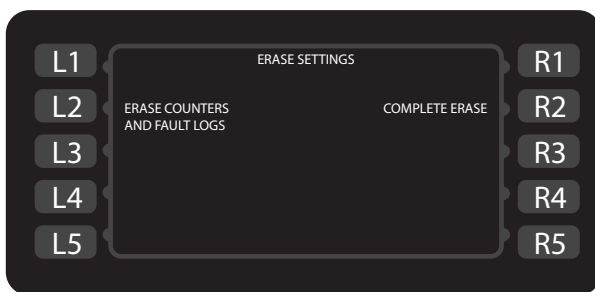 L1
ERASE SETTINGS
R1
L2
ERASE COUNTERS
AND FAULT LOGS
COMPLETE ERASE
R2
L3
R3
L4
R4
L5
R5